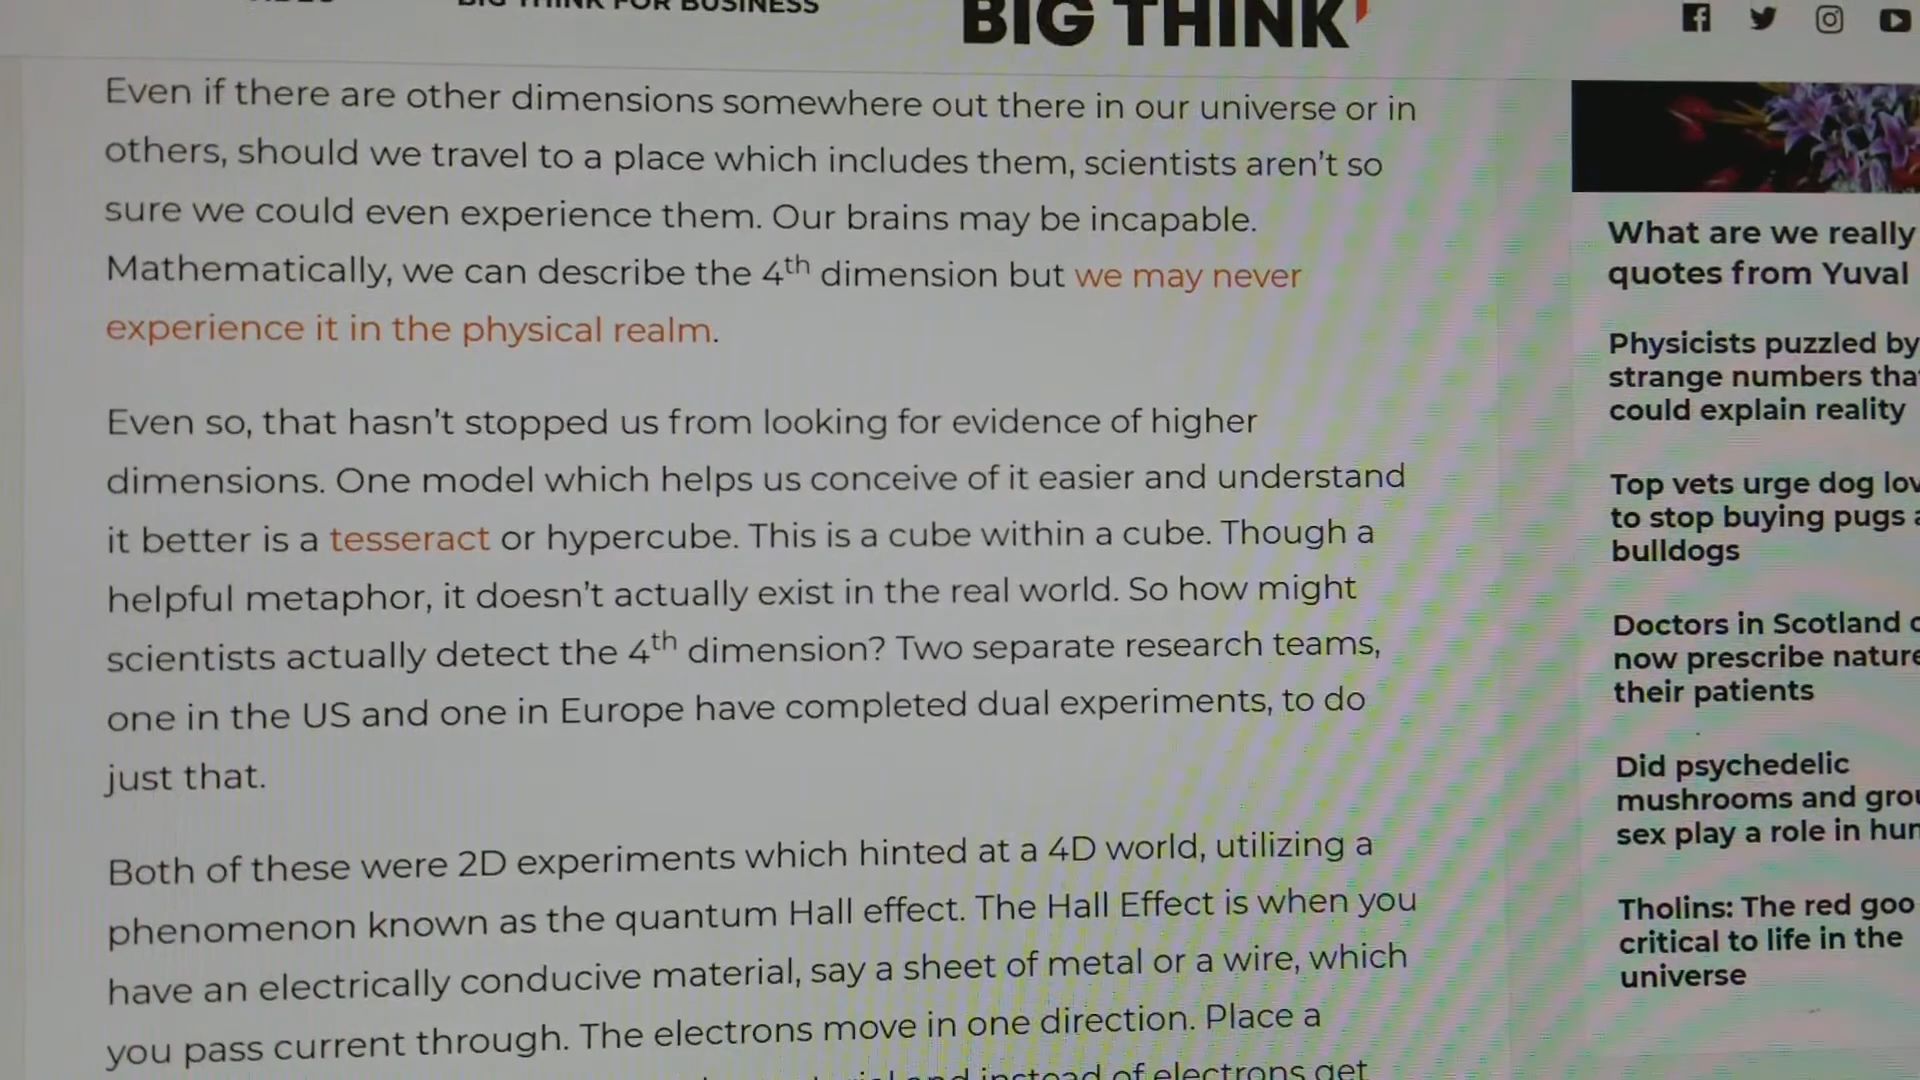 BIG THINK FOR BUSINESS
BIG THINK
Even if there are other dimensions somewhere out there in our universe or in
others, should we travel to a place which includes them, scientists aren't so
sure we could even experience them. Our brains may be incapable.
Mathematically, we can describe the 4th dimension but we may never
experience it in the physical realm.
Even so, that hasn't stopped us from looking for evidence of higher
dimensions. One model which helps us conceive of it easier and understand
it better is a tesseract or hypercube. This is a cube within a cube. Though a
helpful metaphor, it doesn't actually exist in the real world. So how might
scientists actually detect the 4th dimension? Two separate research teams,
one in the US and one in Europe have completed dual experiments, to do
just that.
Both of these were 2D experiments which hinted at a 4D world, utilizing a
phenomenon known as the quantum Hall effect. The Hall Effect is when you
have an electrically conducive material, say a sheet of metal or a wire, which
you pass current through. The electrons move in one direction. Place a
instead of electrons get
What are we really
quotes from Yuval
Physicists puzzled by
strange numbers
could explain reality
Top vets urge dog
to stop buying pugs
bulldogs
Doctors in Scotland
now prescribe nature
their patients
Did psychedelic
mushrooms and
sex play a role in
Tholins: The red goo
critical to life in the
universe